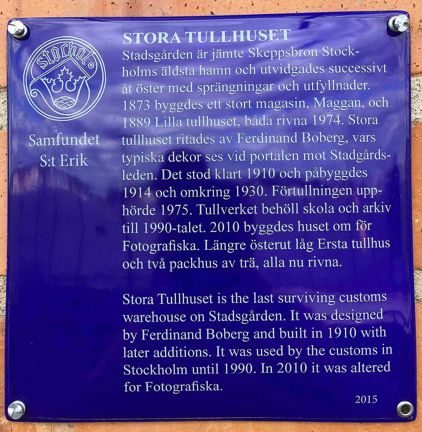 STORA TULLHUSET
Stadsgården är jämte Skeppsbron Stock-
holms äldsta hamn och utvidgades successivt
åt öster med sprängningar och utfyllnader.
1873 byggdes ett stort magasin, Maggan, och
1889 Lilla tullhuset, båda rivna 1974. Stora
tullhuset ritades av Ferdinand Boberg, vars
typiska dekor ses vid portalen mot Stadgårds-
leden. Det stod klart 1910 och påbyggdes
1914 och omkring 1930. Förtullningen upp-
hörde 1975. Tullverket behöll skola och arkiv
till 1990-talet. 2010 byggdes huset om för
Fotografiska. Längre österut låg Ersta tullhus
och två packhus av trä, alla nu rivna.
Stora Tullhuset is the last surviving customs
warehouse on Stadsgården. It was designed
by Ferdinand Boberg and built in 1910 with
later additions. It was used by the customs in
Stockholm until 1990. In 2010 it was altered
for Fotografiska.
2015
Samfundet
S:t Erik